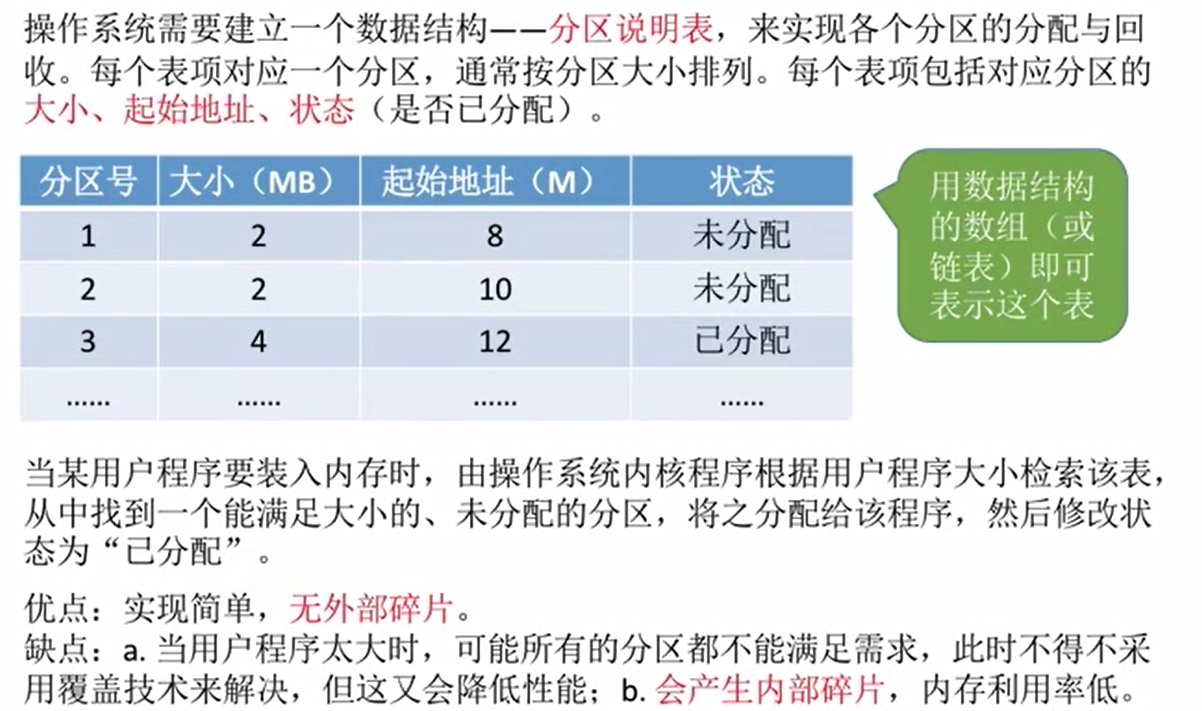 操作系统需要建立一个数据结构——分区说明表，来实现各个分区的分配与回
收。每个表项对应一个分区，通常按分区大小排列。每个表项包括对应分区的
大小、起始地址、状态（是否已分配）。
分区号 大小（MB） 起始地址（M） 状态
1 2 8 未分配
2 2 10 未分配
3 4 12 已分配
...... ...... ...... ......
用数据结构
的数组（或
链表）即可
表示这个表
当某用户程序要装入内存时，由操作系统内核程序根据用户程序大小检索该表，
从中找到一个能满足大小的、未分配的分区，将之分配给该程序，然后修改状
态为“已分配”。
优点：实现简单，无外部碎片。
缺点：a. 当用户程序太大时，可能所有的分区都不能满足需求，此时不得不采
用覆盖技术来解决，但这又会降低性能；b. 会产生内部碎片，内存利用率低。